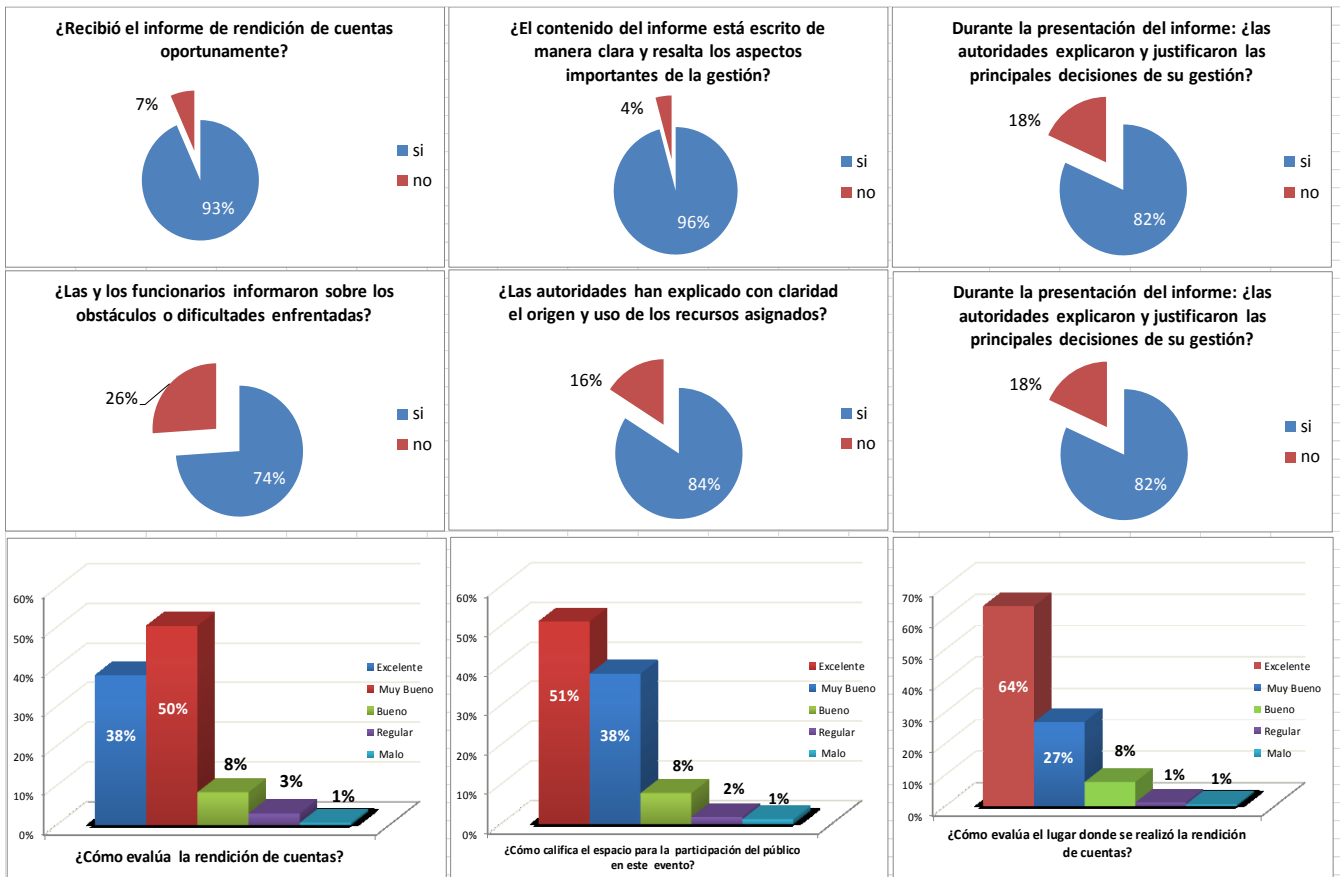 ¿Recibió el informe de rendición de cuentas
oportunamente?
7%
93%
si
no
¿El contenido del informe está escrito de
manera clara y resalta los aspectos
importantes de la gestión?
4%
96%
si
no
Durante la presentación del informe: ¿las
autoridades explicaron y justificaron las
principales decisiones de su gestión?
18%
82%
si
no
¿Las y los funcionarios informaron sobre los
obstáculos o dificultades enfrentadas?
26%
74%
si
no
¿Las autoridades han explicado con claridad
el origen y uso de los recursos asignados?
16%
84%
si
no
Durante la presentación del informe: ¿las
autoridades explicaron y justificaron las
principales decisiones de su gestión?
18%
82%
si
no
60%
50%
40%
30%
20%
10%
0%
38%
50%
8%
3%
1%
Excelente
Muy Bueno
Bueno
Regular
Malo
¿Cómo evalúa la rendición de cuentas?
60%
50%
40%
30%
20%
10%
0%
51%
38%
8%
2%
1%
Excelente
Muy Bueno
Bueno
Regular
Malo
¿Cómo califica el espacio para la participación del público
en este evento?
70%
60%
50%
40%
30%
20%
10%
0%
64%
27%
8%
1%
1%
Excelente
Muy Bueno
Bueno
Regular
Malo
¿Cómo evalúa el lugar donde se realizó la rendición
de cuentas?